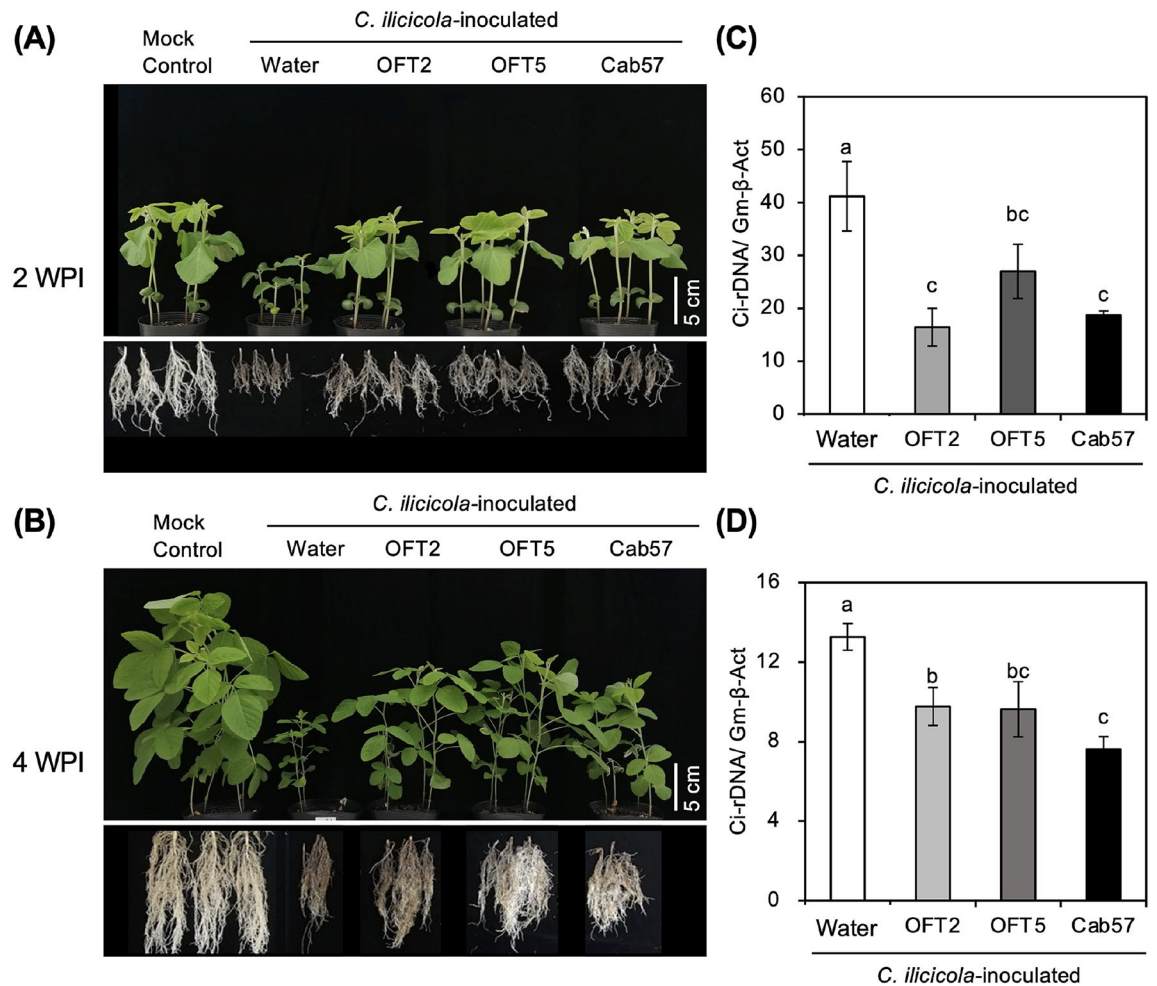 (A)
Mock
Control
C. ilicicola-inoculated
Water OFT2 OFT5 Cab57
2 WPI
5 cm
(B)
Mock
Control
C. ilicicola-inoculated
Water OFT2 OFT5 Cab57
4 WPI
5 cm
(C)
Ci-rDNA/ Gm-β-Act
60
50
40
30
20
10
0
a
c
bc
c
Water OFT2 OFT5 Cab57
C. ilicicola-inoculated
(D)
Ci-rDNA/ Gm-β-Act
16
12
8
4
0
a
b
bc
c
Water OFT2 OFT5 Cab57
C. ilicicola-inoculated